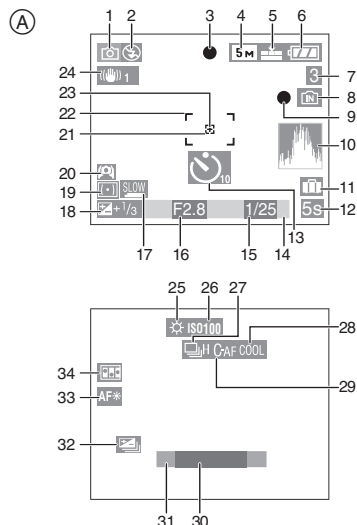 A
1 2 3 4 5 6
5M
24 1
3 7
IN 8
23
22
9
21
10
10
20
19 SLOW
11
18 +1/3 F2.8 1/25 5s 12
17 16 15 14 13
25 26 27
ISO100 28
H C-AF COOL
34
29
33 AF✳
32
31 30